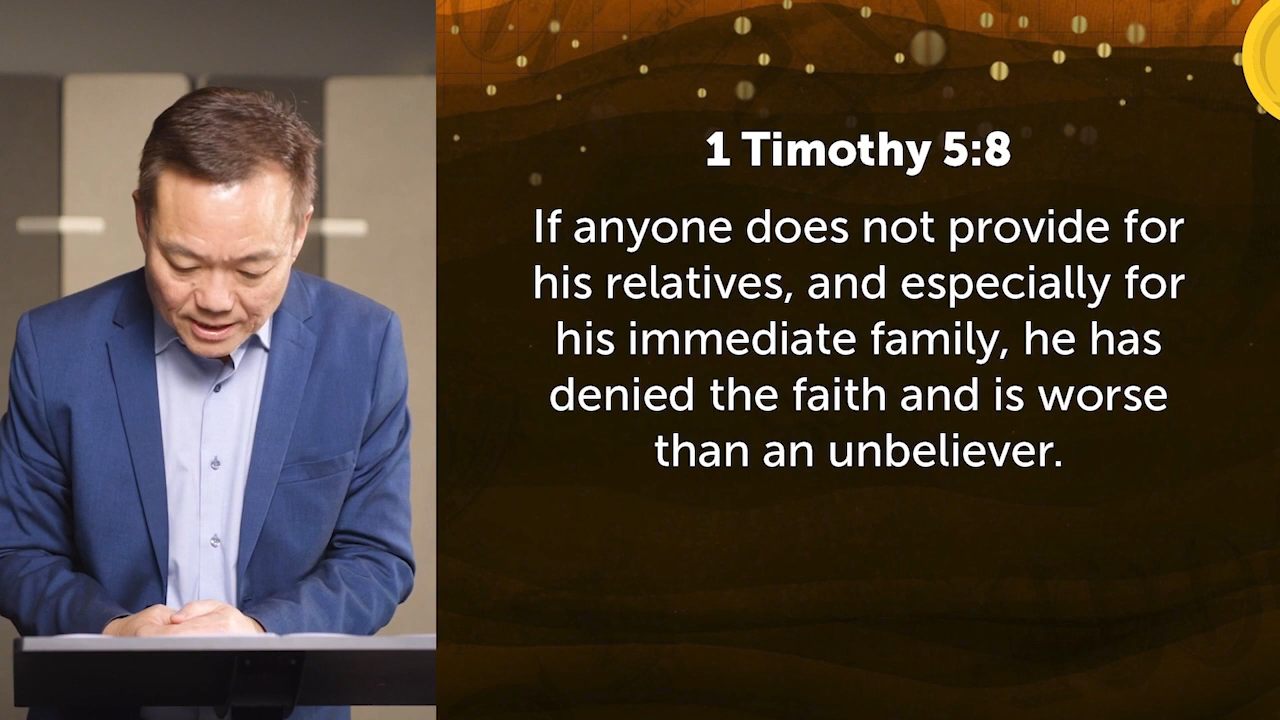 1 Timothy 5:8
If anyone does not provide for
his relatives, and especially for
his immediate family, he has
denied the faith and is worse
than an unbeliever.